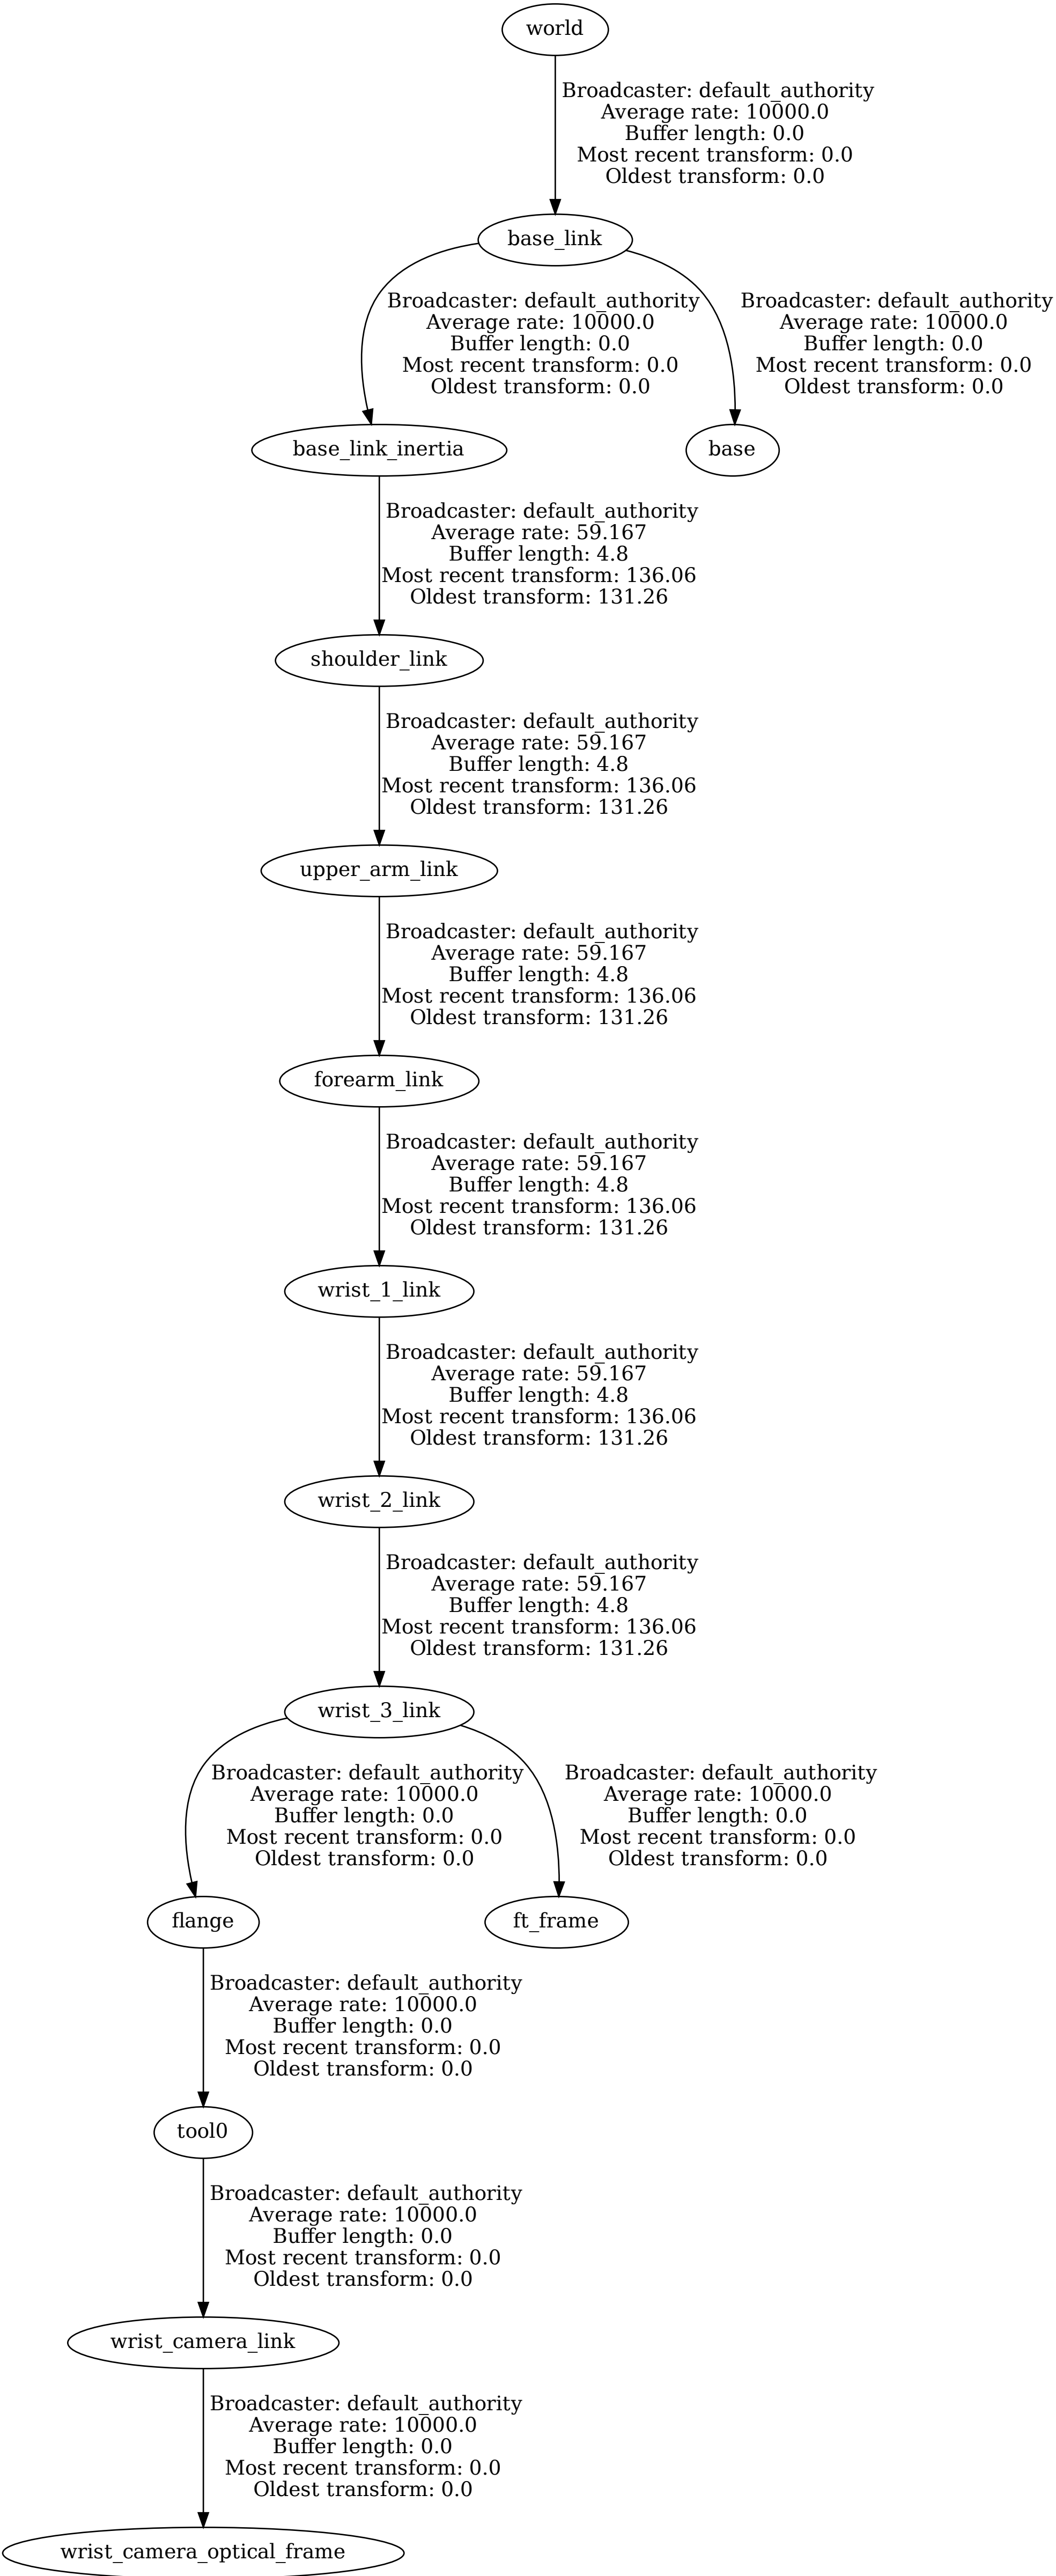 world
Broadcaster: default_authority
Average rate: 10000.0
Buffer length: 0.0
Most recent transform: 0.0
Oldest transform: 0.0
base_link
Broadcaster: default_authority
Average rate: 10000.0
Buffer length: 0.0
Most recent transform: 0.0
Oldest transform: 0.0
Broadcaster: default_authority
Average rate: 10000.0
Buffer length: 0.0
Most recent transform: 0.0
Oldest transform: 0.0
base_link_inertia
base
Broadcaster: default_authority
Average rate: 59.167
Buffer length: 4.8
Most recent transform: 136.06
Oldest transform: 131.26
shoulder_link
Broadcaster: default_authority
Average rate: 59.167
Buffer length: 4.8
Most recent transform: 136.06
Oldest transform: 131.26
upper_arm_link
Broadcaster: default_authority
Average rate: 59.167
Buffer length: 4.8
Most recent transform: 136.06
Oldest transform: 131.26
forearm_link
Broadcaster: default_authority
Average rate: 59.167
Buffer length: 4.8
Most recent transform: 136.06
Oldest transform: 131.26
wrist_1_link
Broadcaster: default_authority
Average rate: 59.167
Buffer length: 4.8
Most recent transform: 136.06
Oldest transform: 131.26
wrist_2_link
Broadcaster: default_authority
Average rate: 59.167
Buffer length: 4.8
Most recent transform: 136.06
Oldest transform: 131.26
wrist_3_link
Broadcaster: default_authority
Average rate: 10000.0
Buffer length: 0.0
Most recent transform: 0.0
Oldest transform: 0.0
Broadcaster: default_authority
Average rate: 10000.0
Buffer length: 0.0
Most recent transform: 0.0
Oldest transform: 0.0
flange
ft_frame
Broadcaster: default_authority
Average rate: 10000.0
Buffer length: 0.0
Most recent transform: 0.0
Oldest transform: 0.0
tool0
Broadcaster: default_authority
Average rate: 10000.0
Buffer length: 0.0
Most recent transform: 0.0
Oldest transform: 0.0
wrist_camera_link
Broadcaster: default_authority
Average rate: 10000.0
Buffer length: 0.0
Most recent transform: 0.0
Oldest transform: 0.0
wrist_camera_optical_frame